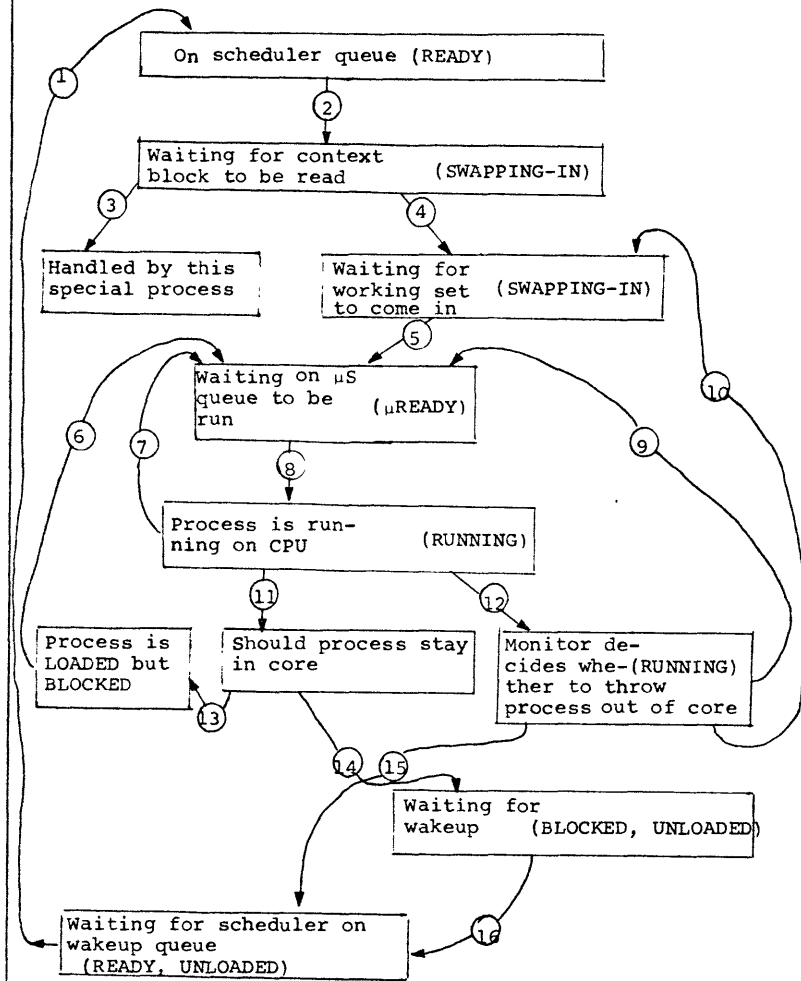 1
On scheduler queue (READY)
2
Waiting for context
block to be read (SWAPPING-IN)
3
4
Handled by this
special process
Waiting for
working set (SWAPPING-IN)
to come in
5
10
Waiting on μS
queue to be (μREADY)
run
6
7
8
9
Process is run-
ning on CPU (RUNNING)
11
12
Process is
LOADED but
BLOCKED
Should process stay
in core
Monitor de-
cides whe-(RUNNING)
ther to throw
process out of core
13
14
15
Waiting for
wakeup (BLOCKED, UNLOADED)
Waiting for scheduler on
wakeup queue
(READY, UNLOADED)
16